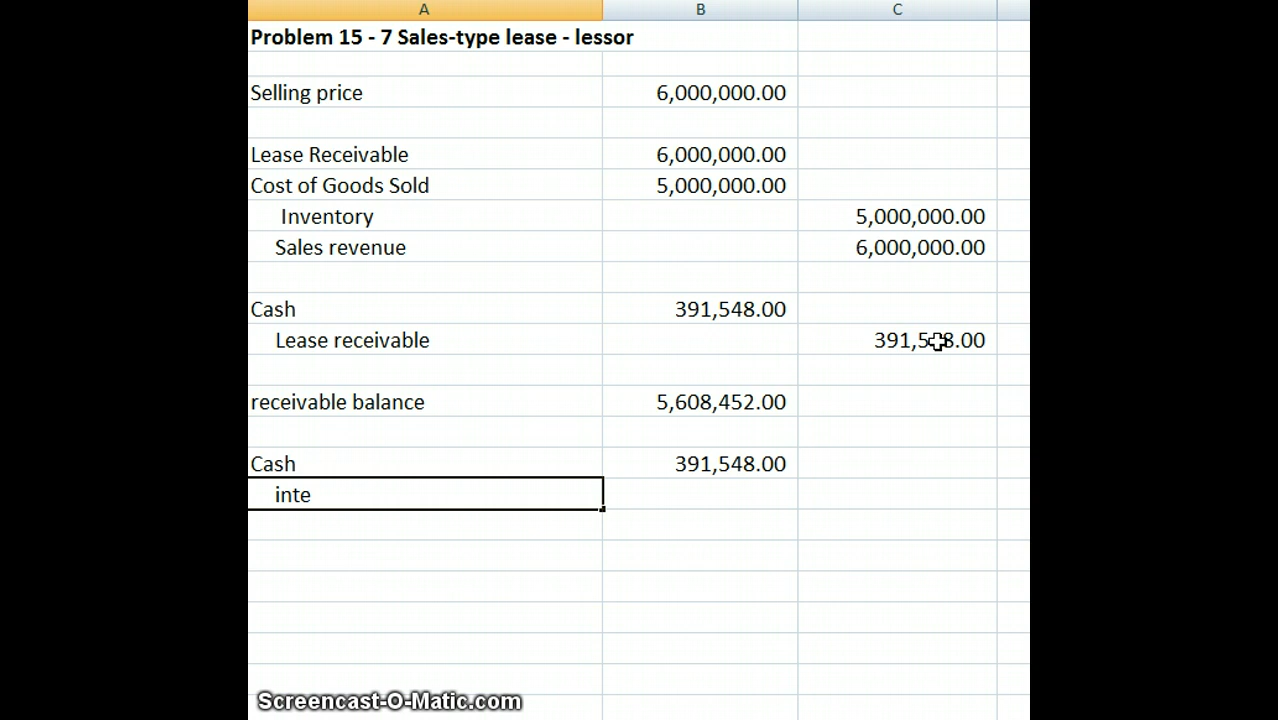 A B C
Problem 15 - 7 Sales-type lease - lessor
Selling price 6,000,000.00
Lease Receivable 6,000,000.00
Cost of Goods Sold 5,000,000.00
Inventory 5,000,000.00
Sales revenue 6,000,000.00
Cash 391,548.00
Lease receivable
receivable balance 5,608,452.00
Cash 391,548.00
inte
Screencast-O-Matic.com